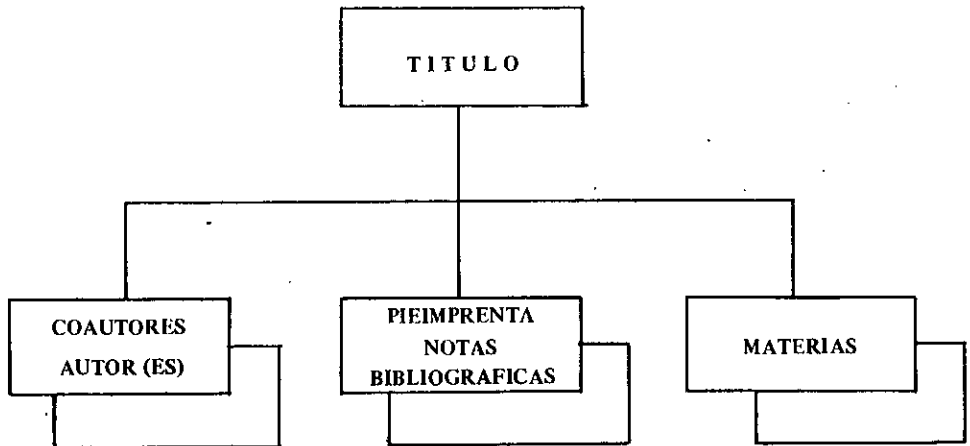 TITULO
COAUTORES
AUTOR (ES)
PIEIMPRENTA
NOTAS
BIBLIOGRAFICAS
MATERIAS